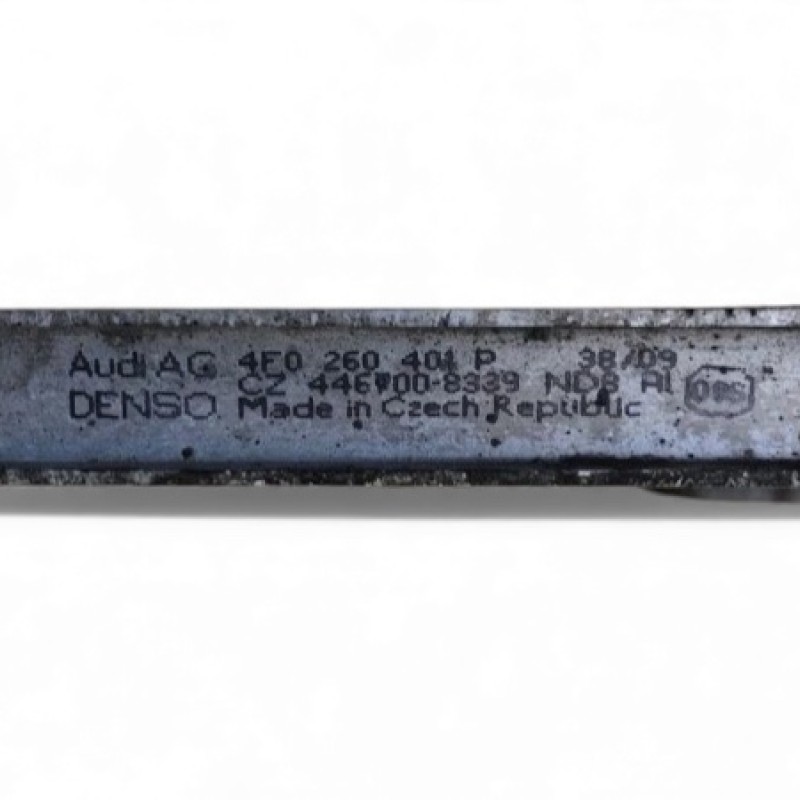 Audi AG 4E0 260 401 P 38/09
CZ 446700-8339 ND8 Al
DENSO Made in Czech Republic